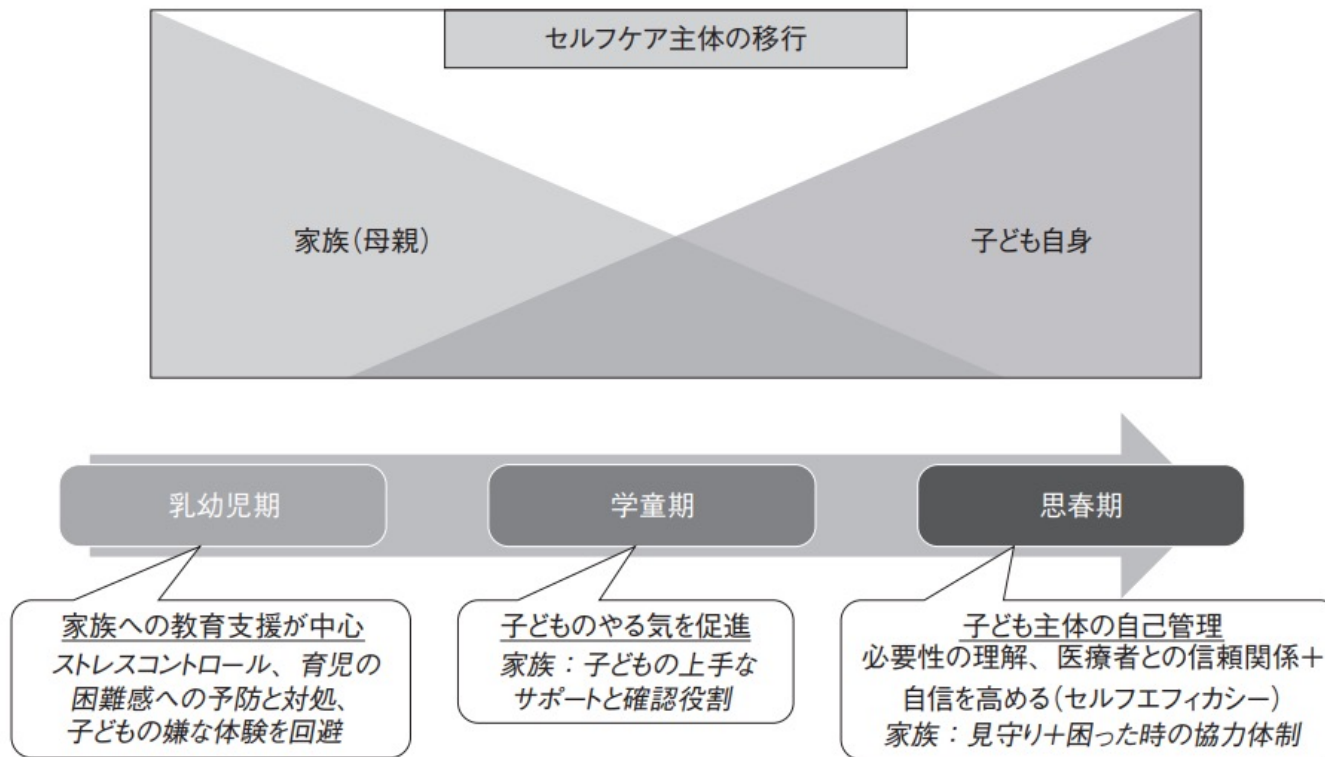 セルフケア主体の移行
家族(母親)
子ども自身
乳幼児期
学童期
思春期
家族への教育支援が中心
ストレスコントロール、育児の
困難感への予防と対処、
子どもの嫌な体験を回避
子どものやる気を促進
家族：子どもの上手な
サポートと確認役割
子ども主体の自己管理
必要性の理解、医療者との信頼関係＋
自信を高める(セルフエフィカシー)
家族：見守り＋困った時の協力体制